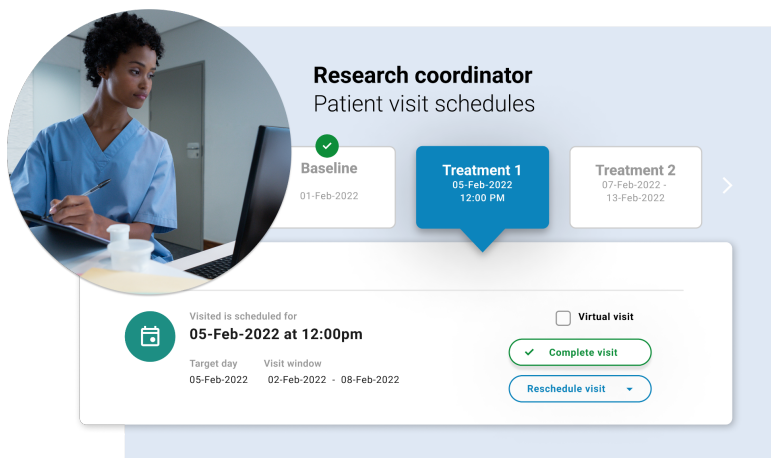 Research coordinator
Patient visit schedules
Baseline
01-Feb-2022
Treatment 1
05-Feb-2022
12:00 PM
Treatment 2
07-Feb-2022 -
13-Feb-2022
Visited is scheduled for
05-Feb-2022 at 12:00pm
Target day Visit window
05-Feb-2022 02-Feb-2022 - 08-Feb-2022
Virtual visit
Complete visit
Reschedule visit